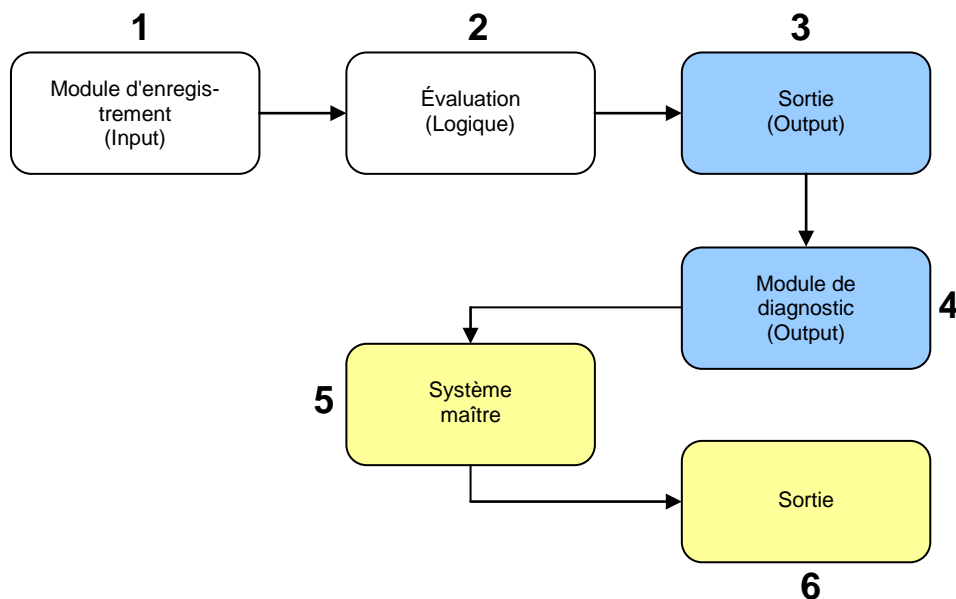 1
Module d'enregis-
trement
(Input)
2
Évaluation
(Logique)
3
Sortie
(Output)
Module de
diagnostic
(Output)
4
5
Système
maître
Sortie
6